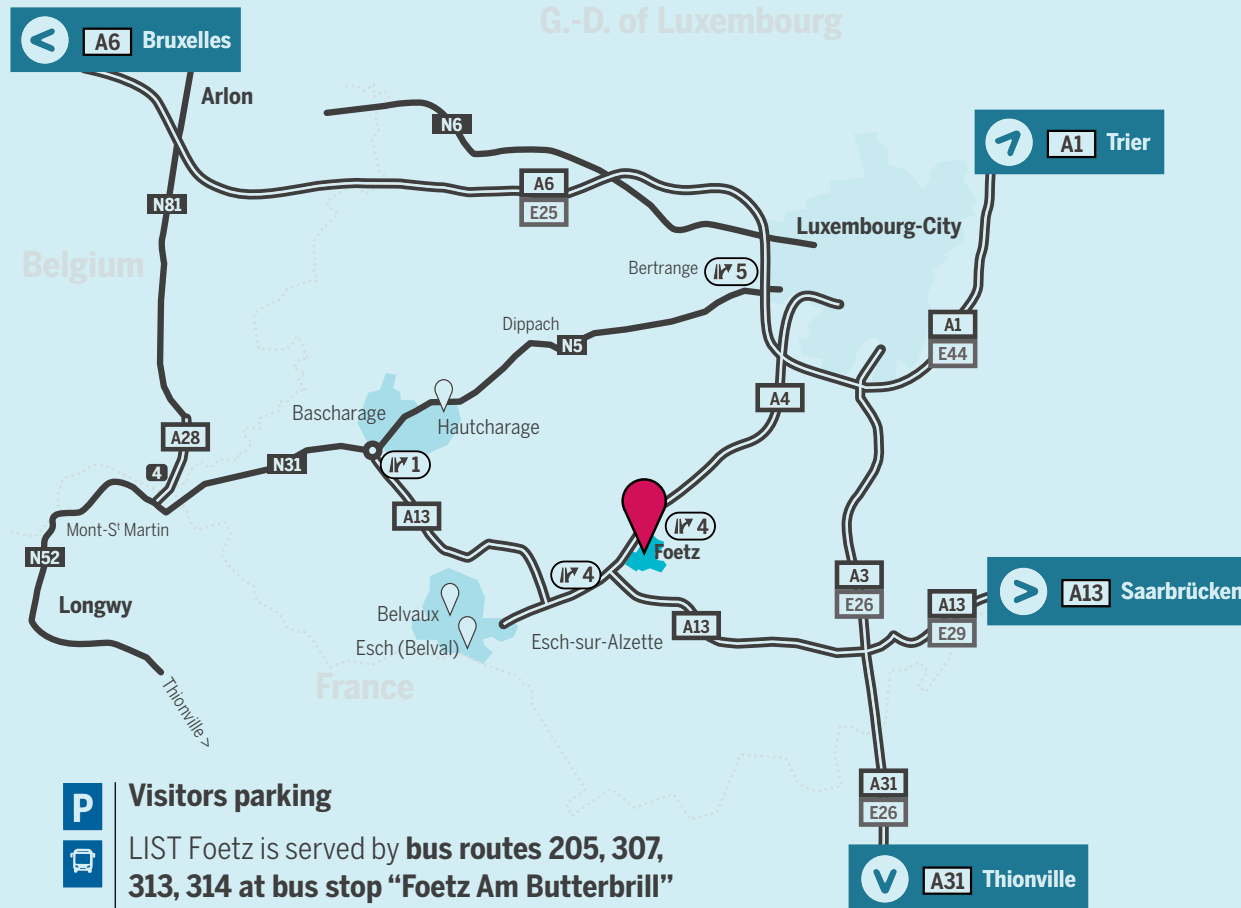 G.-D. of Luxembourg
< A6 Bruxelles
Arlon
N6
A1 Trier
A6
E25
N81
Luxembourg-City
Belgium
Bertrange 5
Dippach
N5
A1
E44
A4
Bascharage
Hautcharage
A28
N31
1
4
A13
Mont-Sᵗ Martin
4
Foetz
N52
4
A3
E26
A13
E29
> A13 Saarbrücken
Longwy
Belvaux
Esch (Belval)
Esch-sur-Alzette
A13
France
Thionville >
A31
E26
P Visitors parking
LIST Foetz is served by bus routes 205, 307,
313, 314 at bus stop “Foetz Am Butterbrill”
A31 Thionville